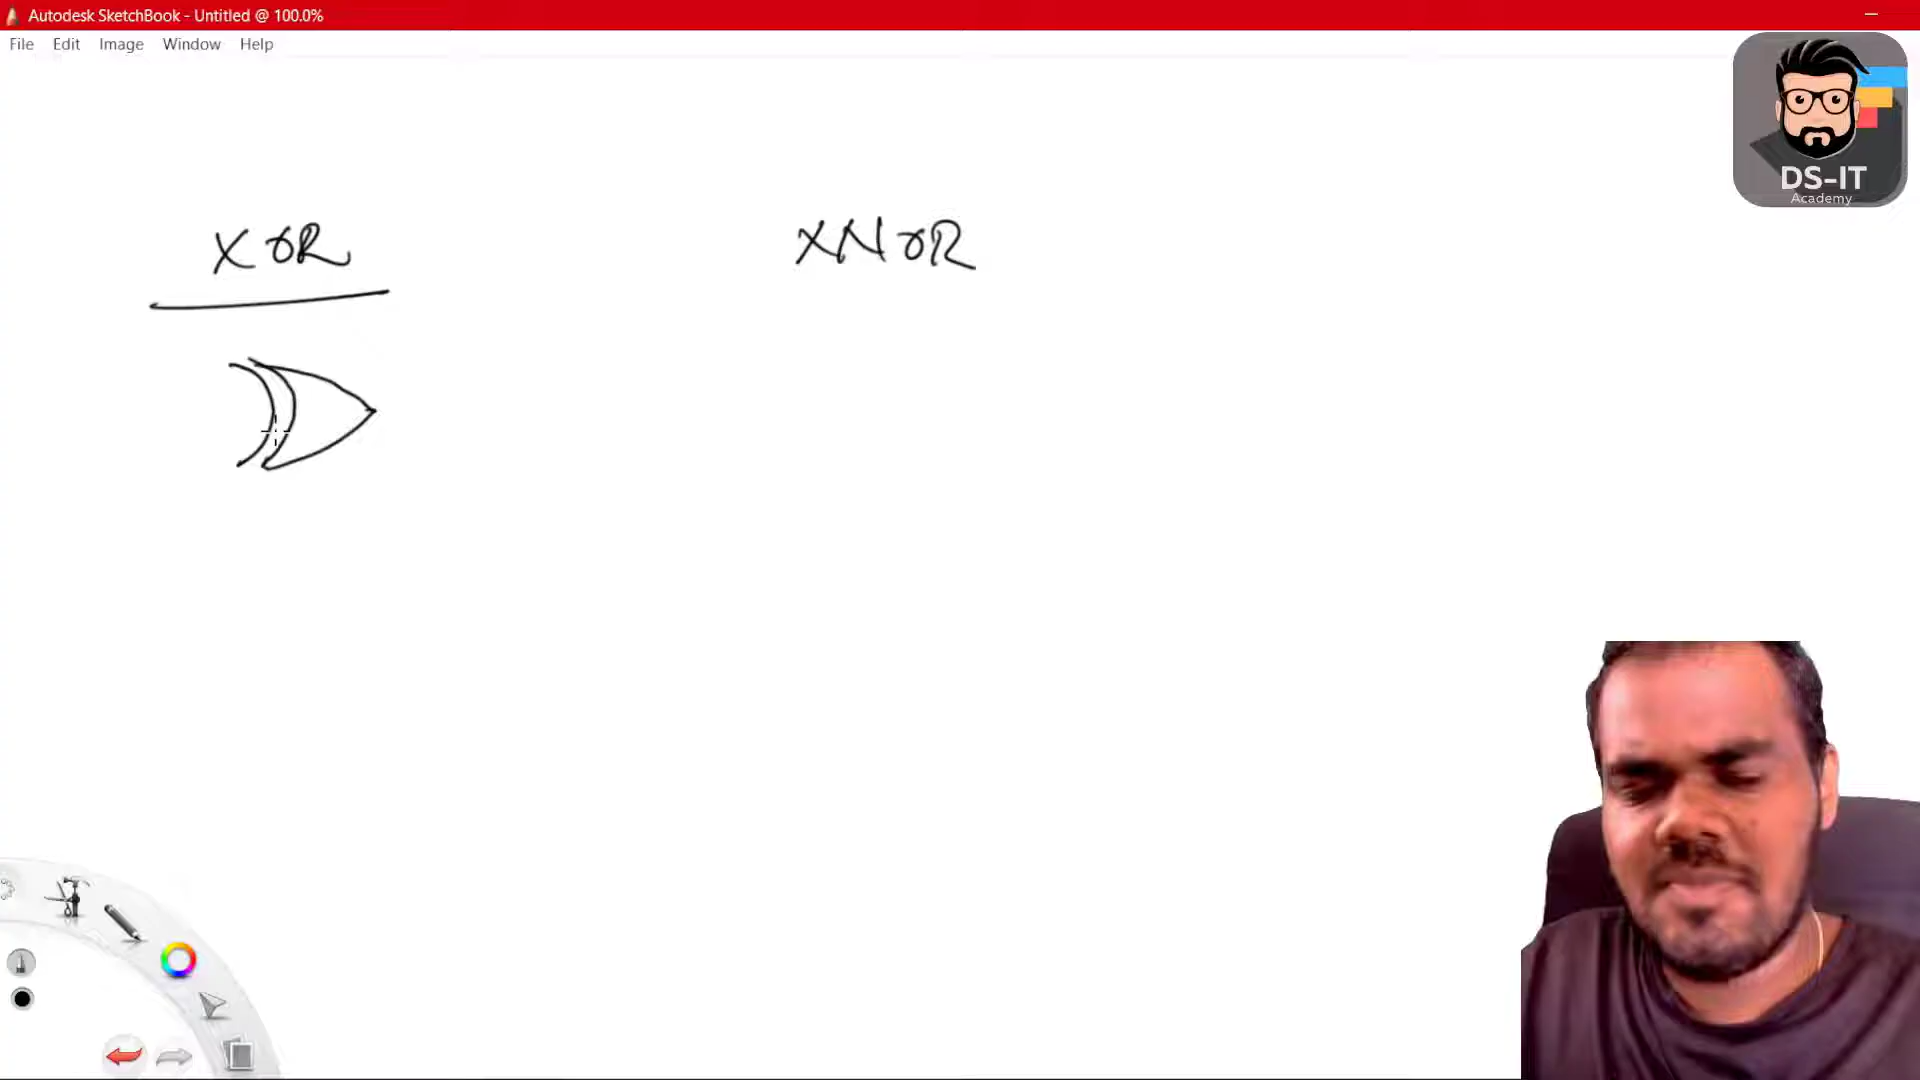 Autodesk SketchBook - Untitled @ 100.0%
File Edit Image Window Help
DS-IT
Academy
XOR XNOR